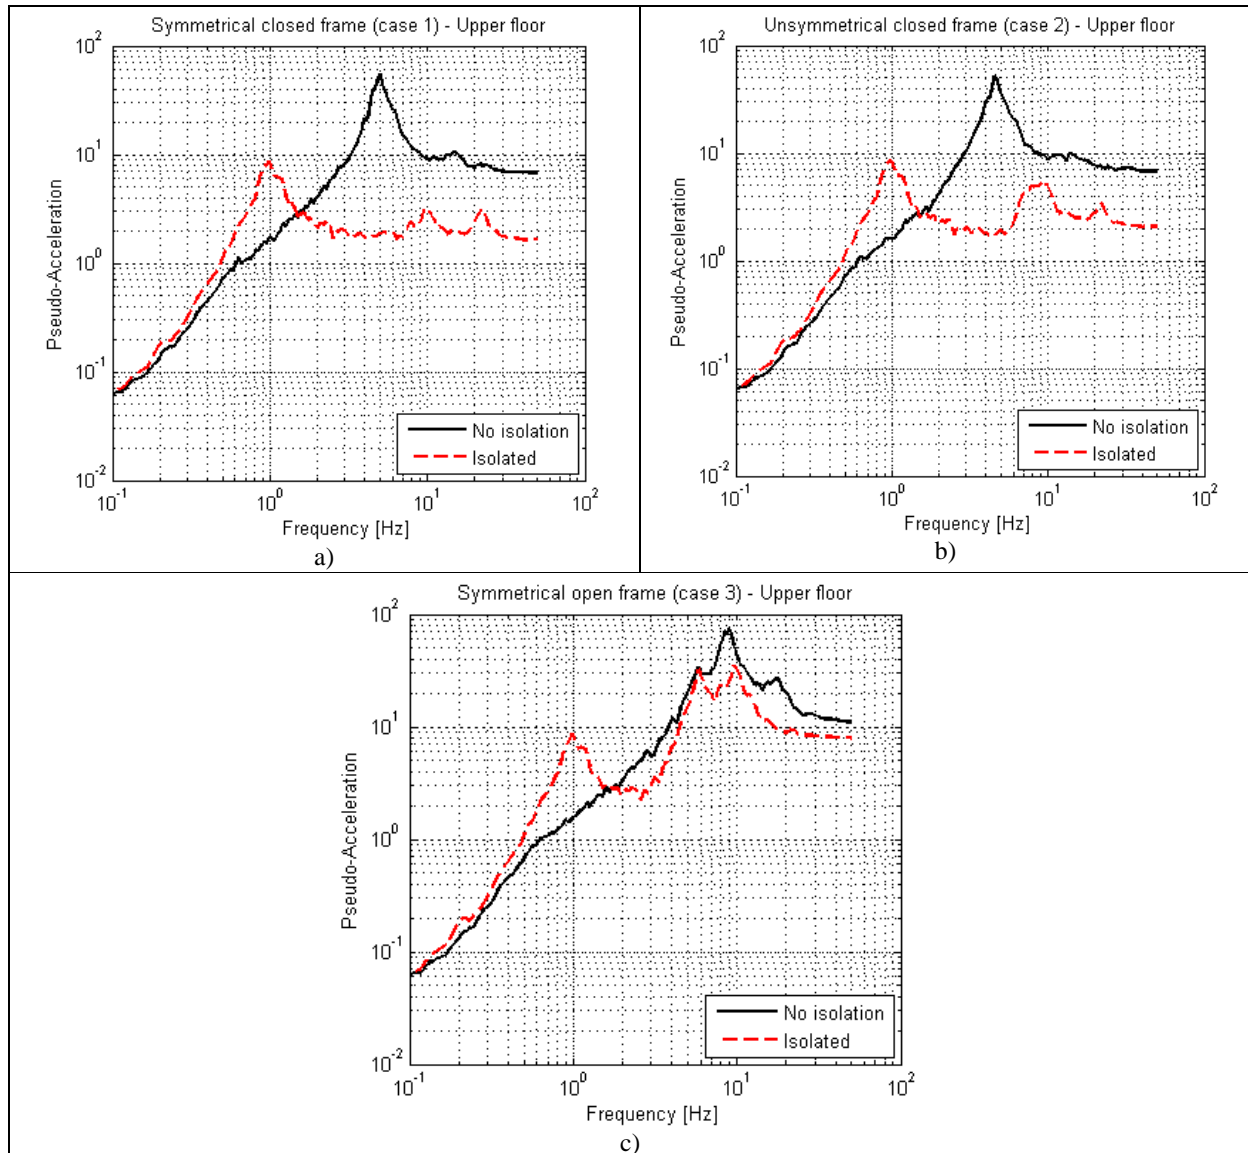 Symmetrical closed frame (case 1) - Upper floor
10^2
10^1
10^0
10^-1
10^-2
Pseudo-Acceleration
No isolation
Isolated
10^-1 10^0 10^1 10^2
Frequency [Hz]
a)
Unsymmetrical closed frame (case 2) - Upper floor
10^2
10^1
10^0
10^-1
10^-2
Pseudo-Acceleration
No isolation
Isolated
10^-1 10^0 10^1 10^2
Frequency [Hz]
b)
Symmetrical open frame (case 3) - Upper floor
10^2
10^1
10^0
10^-1
10^-2
Pseudo-Acceleration
No isolation
Isolated
10^-1 10^0 10^1 10^2
Frequency [Hz]
c)